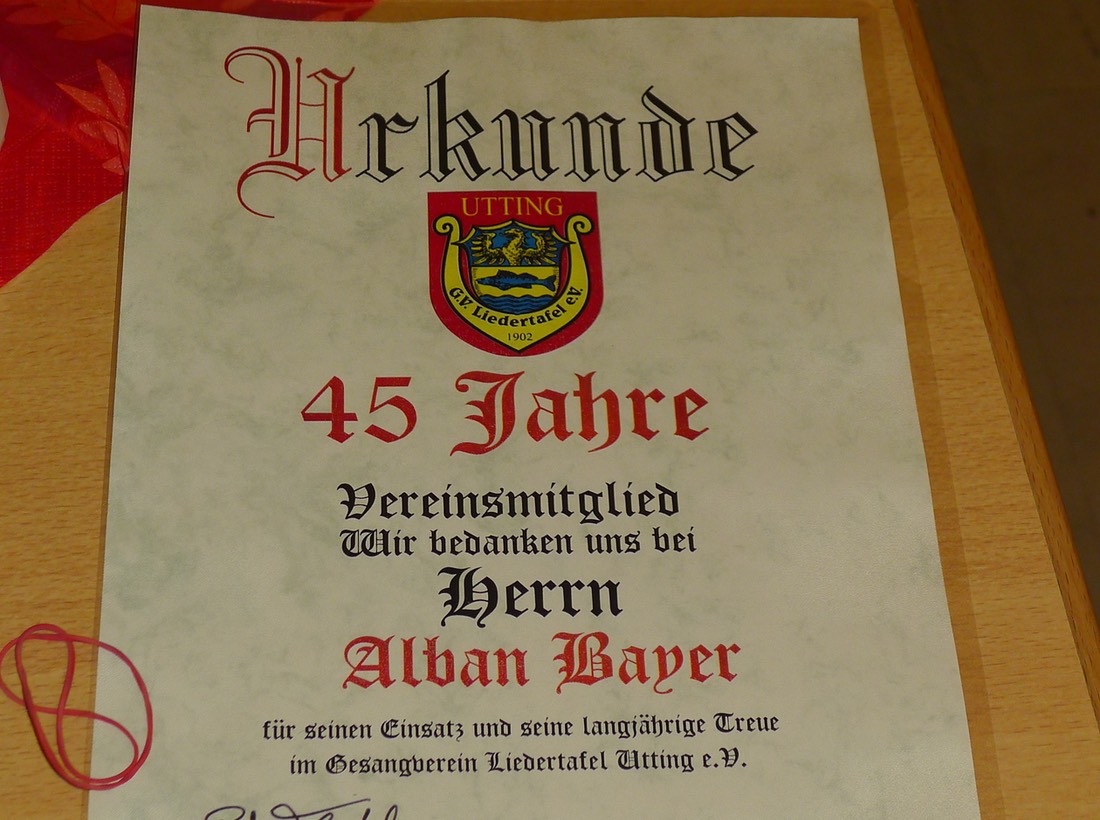 Urkunde
UTTING
G.V. Liedertafel e.V.
1902
45 Jahre
Vereinsmitglied
Wir bedanken uns bei
Herrn
Alban Bayer
für seinen Einsatz und seine langjährige Treue
im Gesangverein Liedertafel Utting e.V.